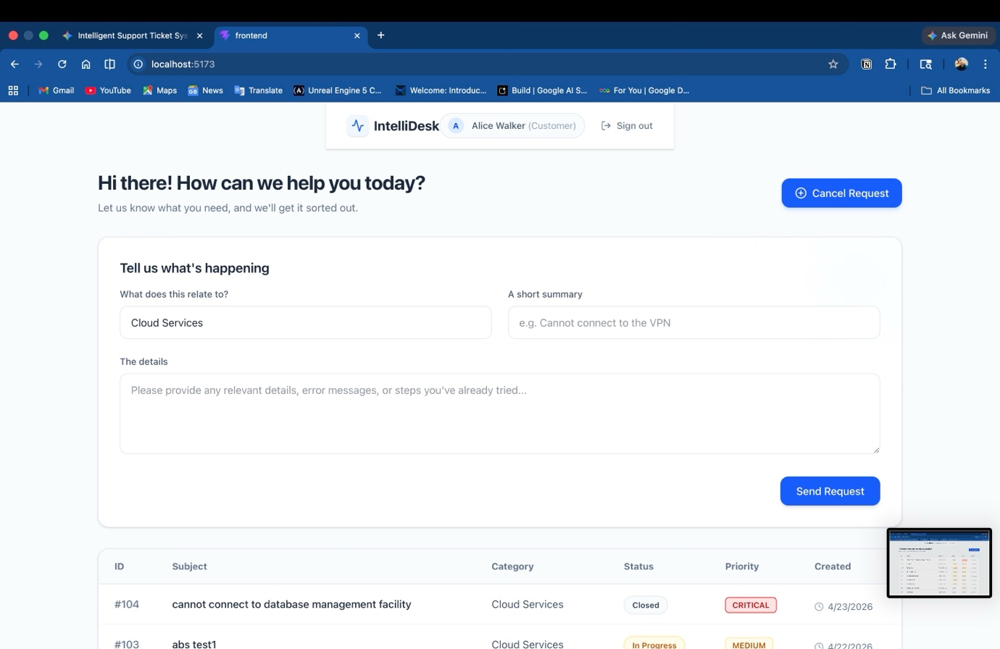 Intelligent Support Ticket Sys
frontend
Ask Gemini
localhost:5173
Gmail
YouTube
Maps
News
Translate
Unreal Engine 5 C...
Welcome: Introduc...
Build | Google AI S...
For You | Google D...
All Bookmarks
IntelliDesk
A
Alice Walker (Customer)
Sign out
Hi there! How can we help you today?
Let us know what you need, and we'll get it sorted out.
Cancel Request
Tell us what's happening
What does this relate to?
A short summary
Cloud Services
e.g. Cannot connect to the VPN
The details
Please provide any relevant details, error messages, or steps you've already tried...
Send Request
ID Subject Category Status Priority Created
#104 cannot connect to database management facility Cloud Services Closed CRITICAL 4/23/2026
#103 abs test1 Cloud Services In Progress MEDIUM 4/22/2026